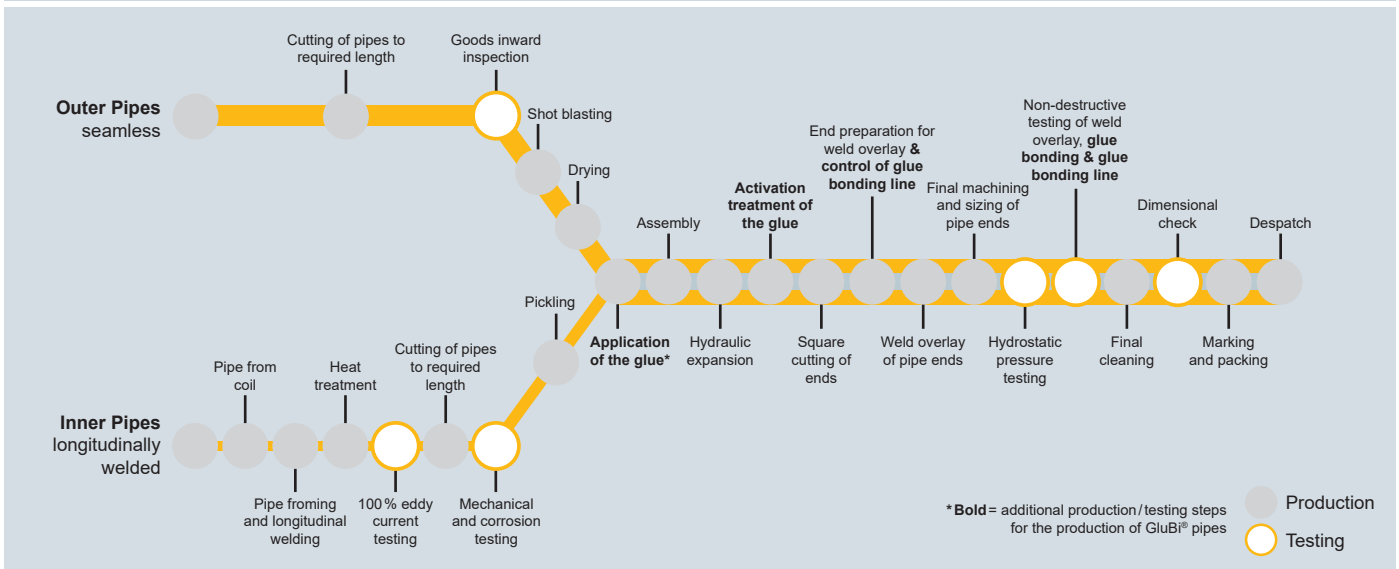 Outer Pipes
seamless
Cutting of pipes to
required length
Goods inward
inspection
Shot blasting
Drying
Inner Pipes
longitudinally
welded
Pipe from
coil
Pipe froming
and longitudinal
welding
Heat
treatment
100 % eddy
current
testing
Cutting of pipes
to required
length
Mechanical
and corrosion
testing
Pickling
Application
of the glue*
Assembly
Hydraulic
expansion
Activation
treatment of
the glue
Square
cutting of
ends
End preparation for
weld overlay &
control of glue
bonding line
Weld overlay
of pipe ends
Final machining
and sizing of
pipe ends
Hydrostatic
pressure
testing
Non-destructive
testing of weld
overlay, glue
bonding & glue
bonding line
Final
cleaning
Dimensional
check
Marking
and packing
Despatch
* Bold = additional production / testing steps
for the production of GluBi® pipes
Production
Testing